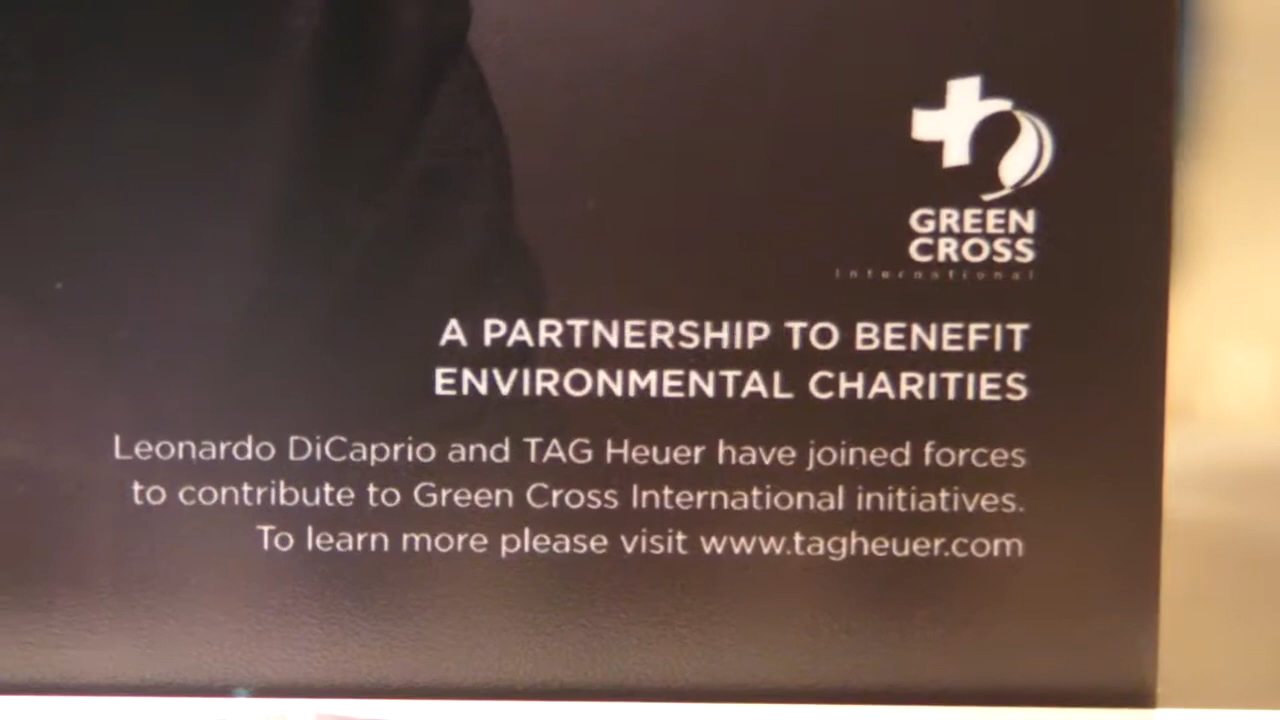 GREEN
CROSS
International
A PARTNERSHIP TO BENEFIT
ENVIRONMENTAL CHARITIES
Leonardo DiCaprio and TAG Heuer have joined forces
to contribute to Green Cross International initiatives.
To learn more please visit www.tagheuer.com